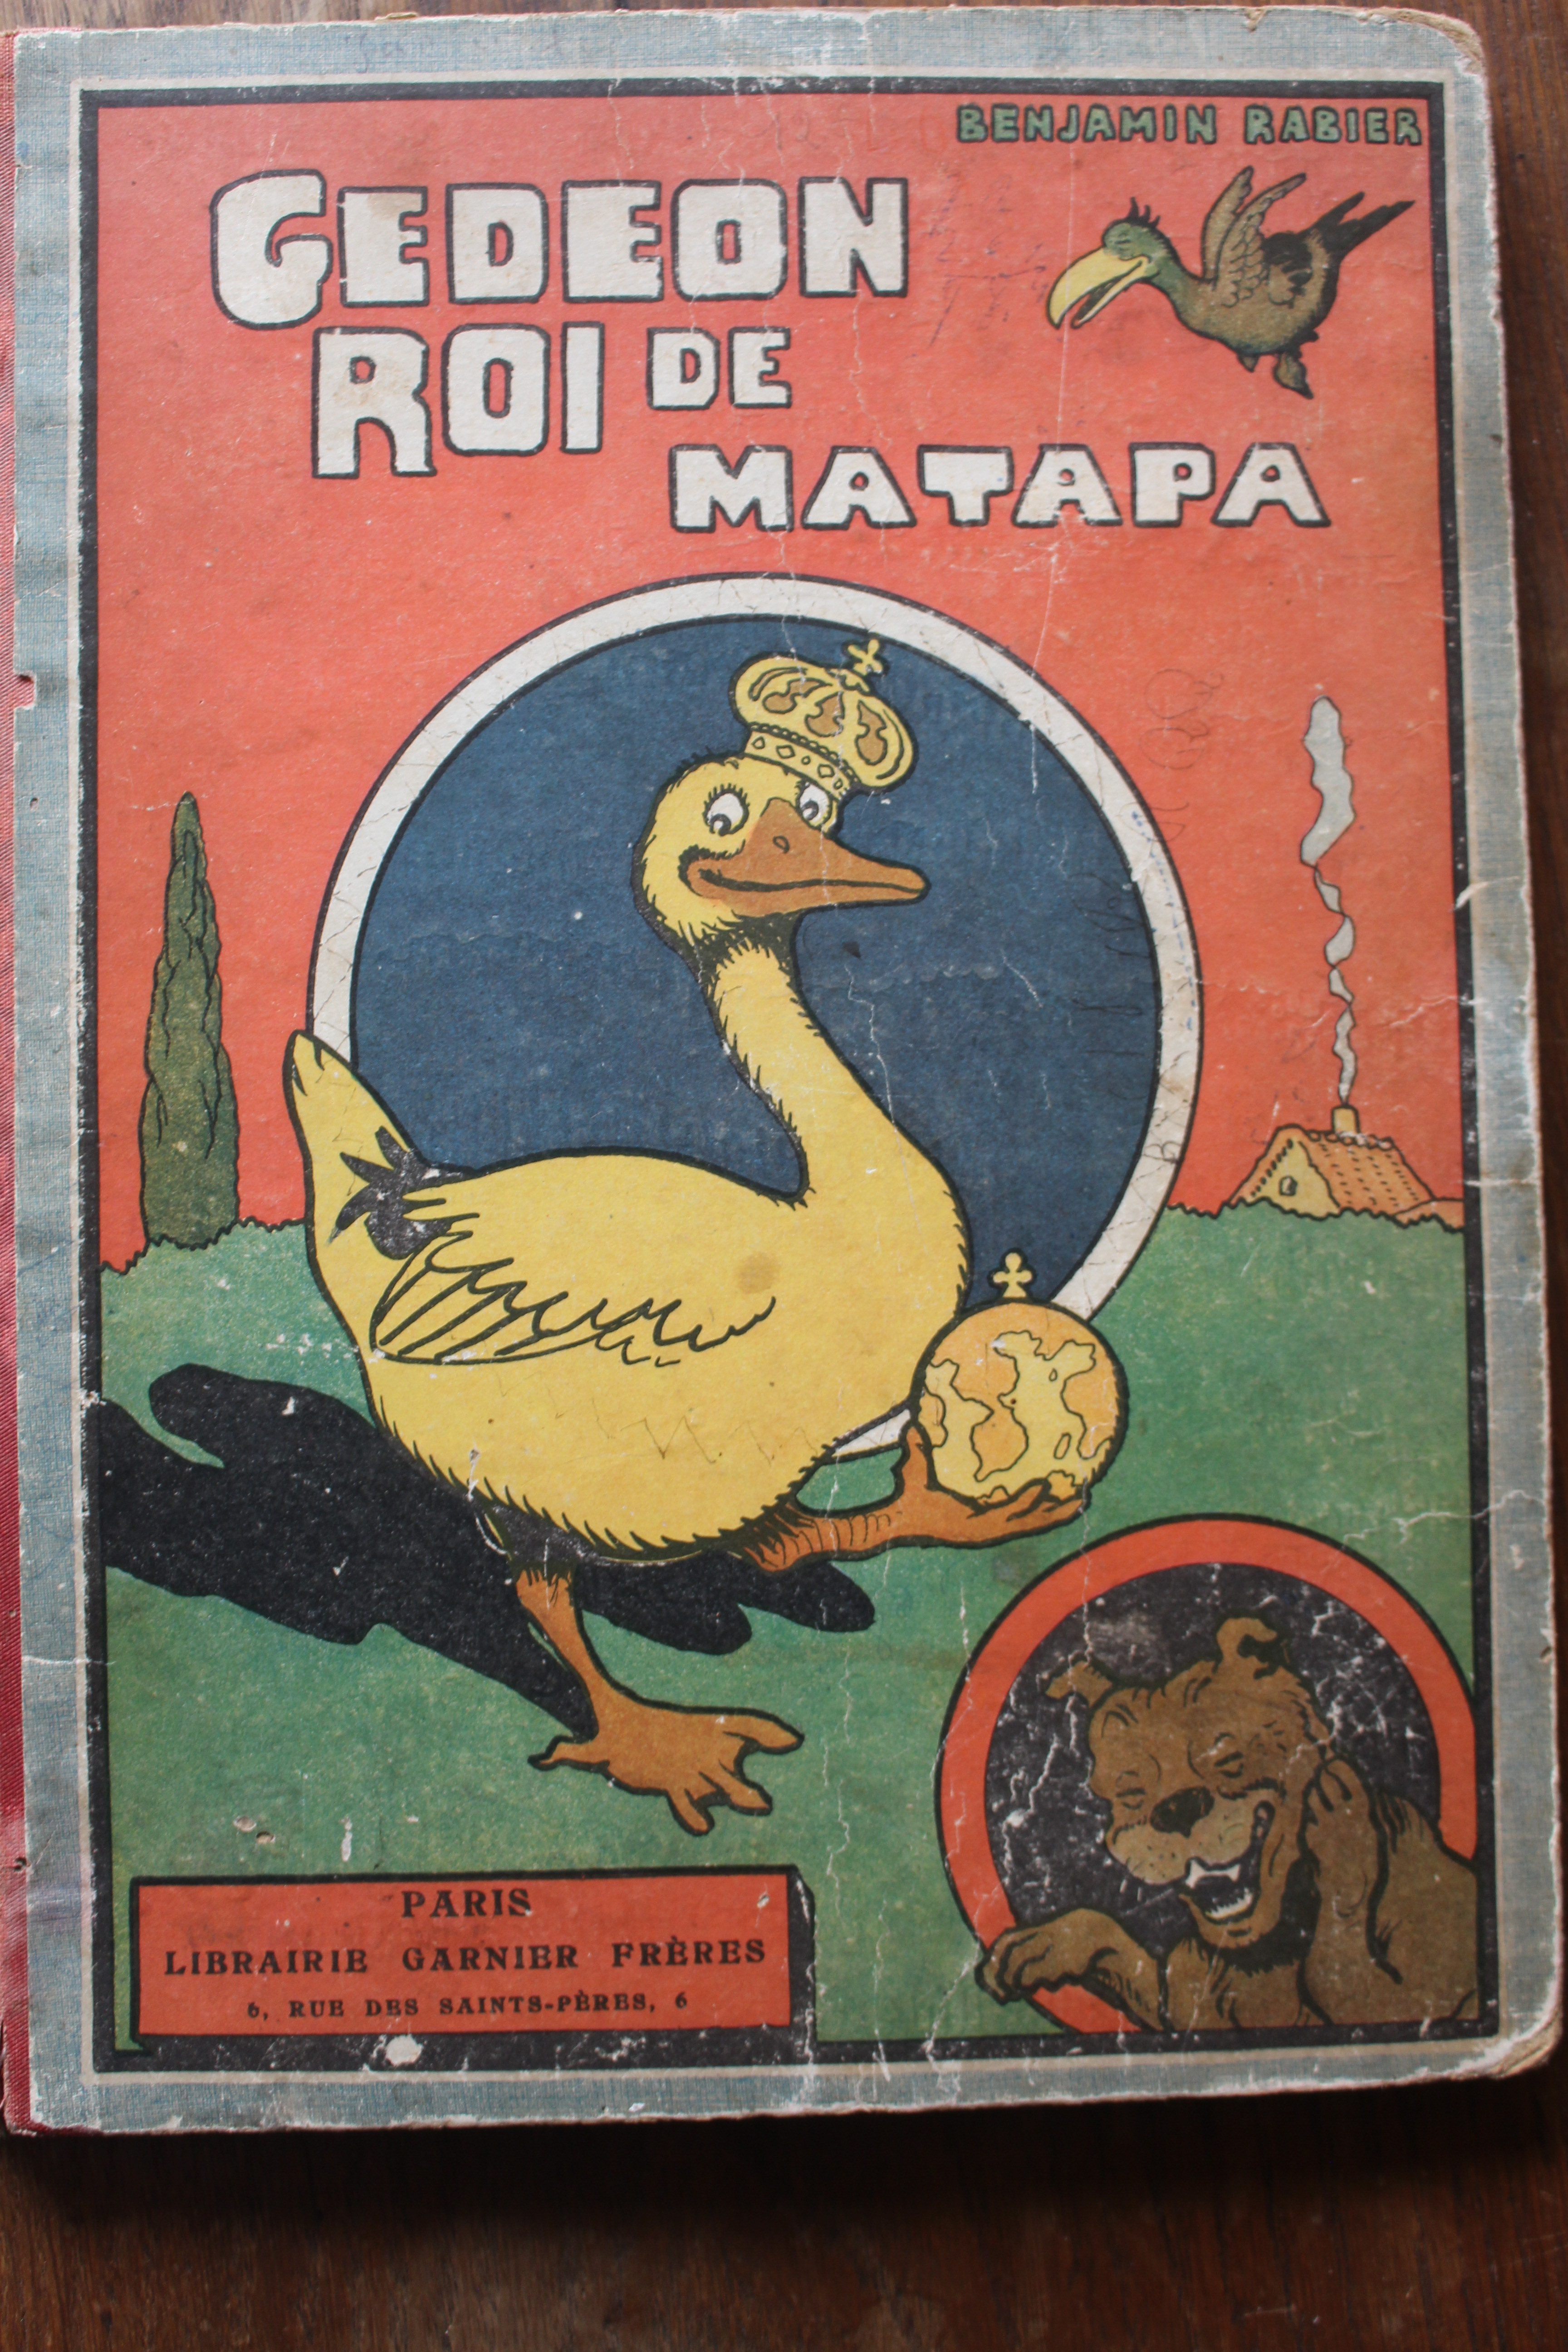 BENJAMIN RABIER
GEDEON
ROI DE
MATAPA
PARIS
LIBRAIRIE GARNIER FRÈRES
6, RUE DES SAINTS-PÈRES, 6